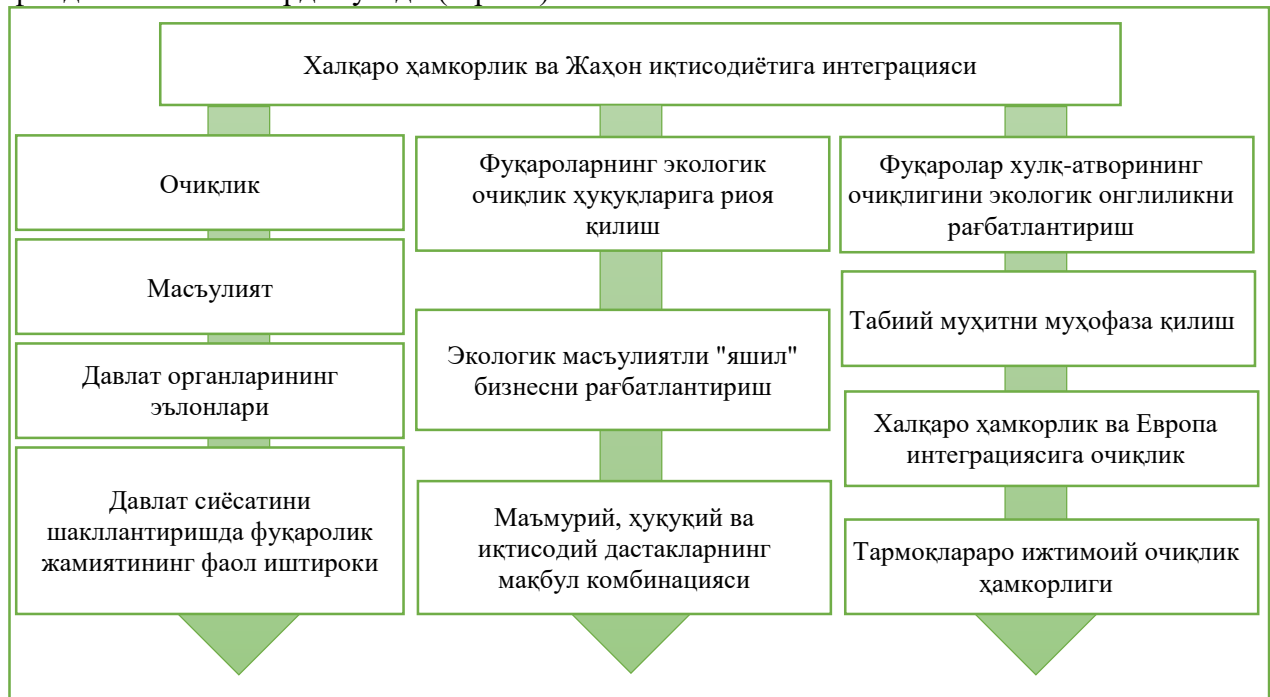 Халқаро ҳамкорлик ва Жаҳон иқтисодиётига интеграцияси
Очиқлик
Масъулият
Давлат органларининг
эълонлари
Давлат сиёсатини
шакллантиришда фуқаролик
жамиятининг фаол иштироки
Фуқароларнинг экологик
очиқлик ҳуқуқларига риоя
қилиш
Экологик масъулиятли "яшил"
бизнесни рағбатлантириш
Маъмурий, ҳуқуқий ва
иқтисодий дастакларнинг
мақбул комбинацияси
Фуқаролар хулқ-атворининг
очиқлигини экологик онглиликни
рағбатлантириш
Табиий муҳитни муҳофаза қилиш
Халқаро ҳамкорлик ва Европа
интеграциясига очиқлик
Тармоқлараро ижтимоий очиқлик
ҳамкорлиги